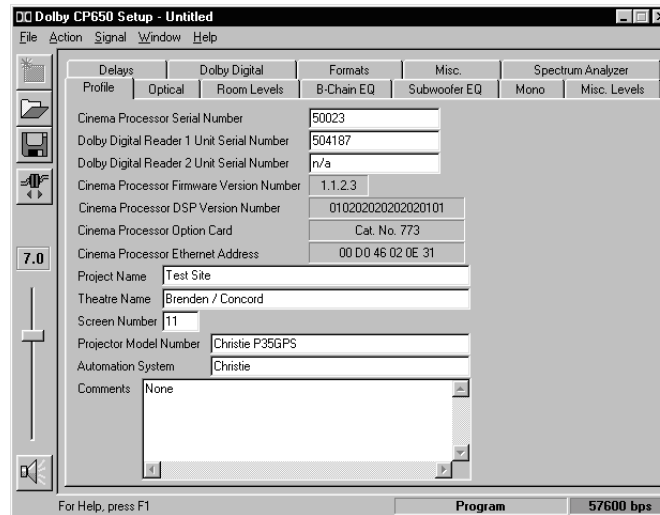 Dolby CP650 Setup - Untitled
File Action Signal Window Help
Delays Dolby Digital Formats Misc. Spectrum Analyzer
Profile Optical Room Levels B-Chain EQ Subwoofer EQ Mono Misc. Levels
Cinema Processor Serial Number 50023
Dolby Digital Reader 1 Unit Serial Number 504187
Dolby Digital Reader 2 Unit Serial Number n/a
Cinema Processor Firmware Version Number 1.1.2.3
Cinema Processor DSP Version Number 010202020202020101
Cinema Processor Option Card Cat. No. 773
Cinema Processor Ethernet Address 00 D0 46 02 0E 31
7.0
Project Name Test Site
Theatre Name Brenden / Concord
Screen Number 11
Projector Model Number Christie P35GPS
Automation System Christie
Comments None
For Help, press F1 Program 57600 bps